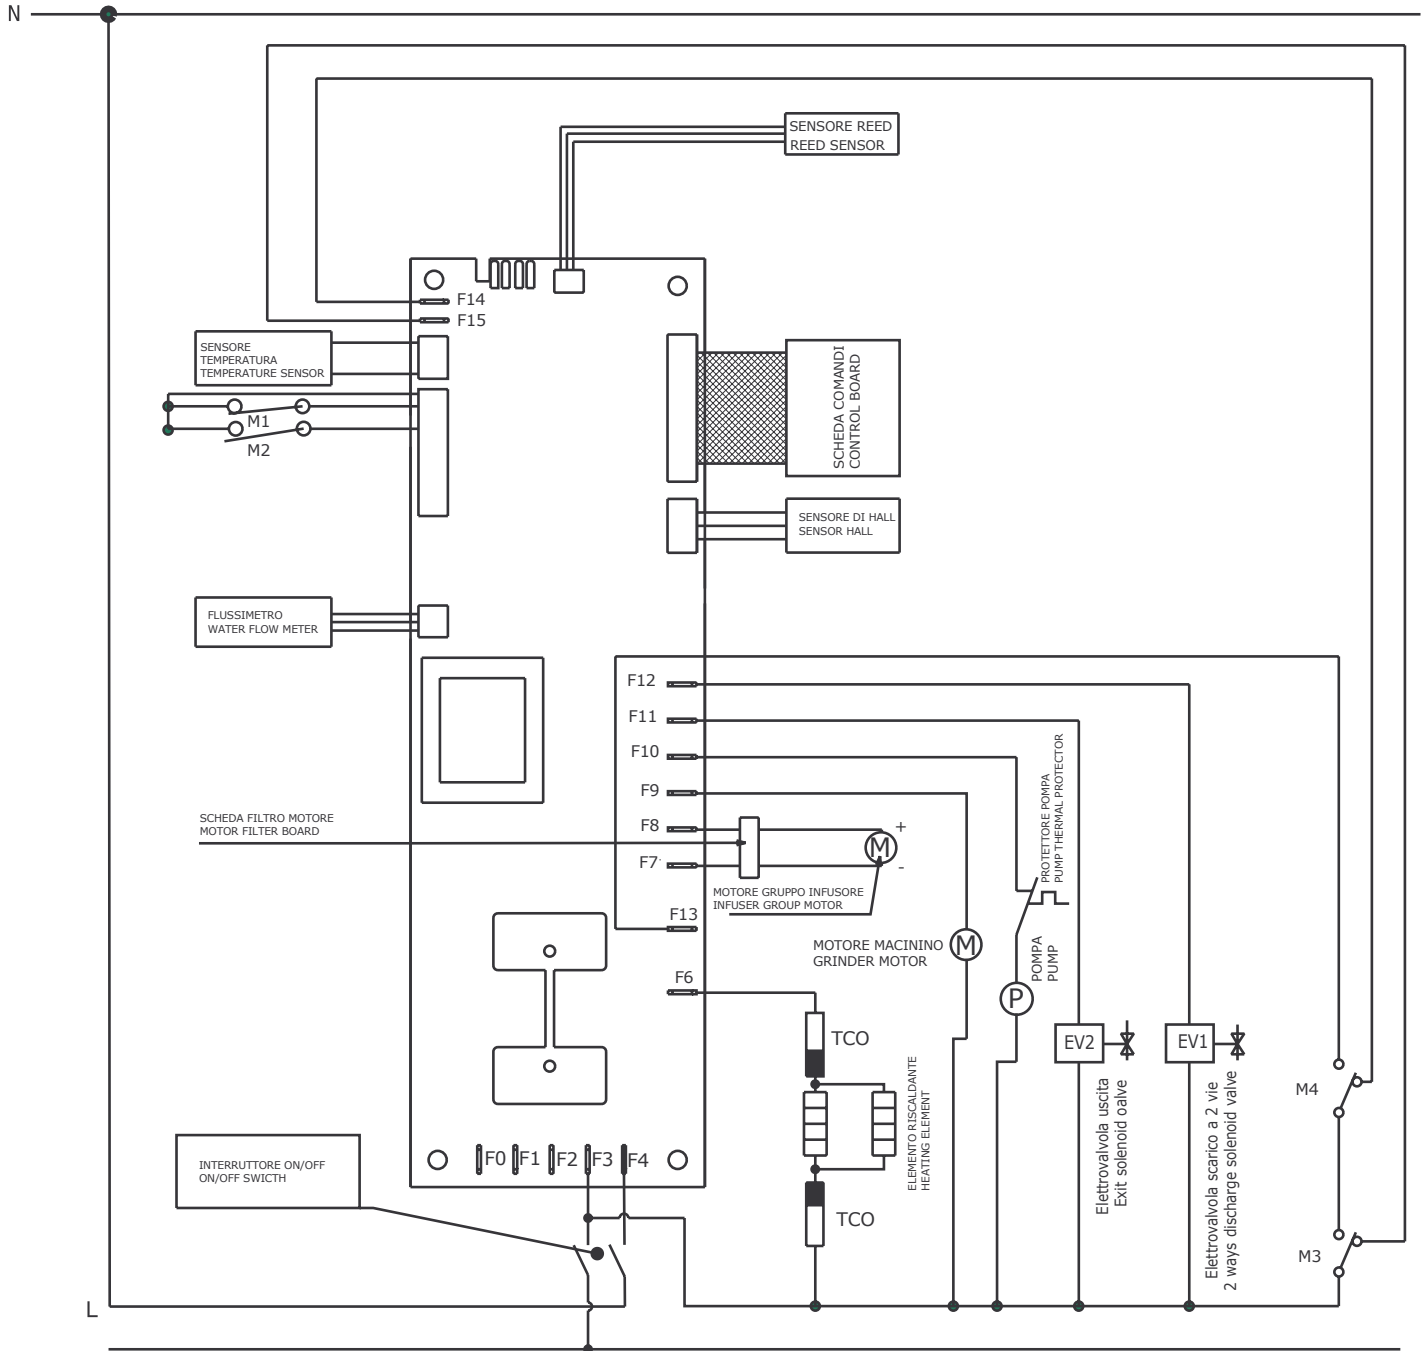 N
SENSORE REED
REED SENSOR
F14
F15
SENSORE
TEMPERATURA
TEMPERATURE SENSOR
M1
M2
SCHEDA COMANDI
CONTROL BOARD
SENSORE DI HALL
SENSOR HALL
FLUSSIMETRO
WATER FLOW METER
F12
F11
F10
F9
F8
F7
SCHEDA FILTRO MOTORE
MOTOR FILTER BOARD
M
+
-
PROTETTORE POMPA
PUMP THERMAL PROTECTOR
MOTORE GRUPPO INFUSORE
INFUSER GROUP MOTOR
F13
MOTORE MACININO
GRINDER MOTOR
M
POMPA
PUMP
P
F6
TCO
EV2
EV1
ELEMENTO RISCALDANTE
HEATING ELEMENT
Elettrovalvola uscita
Exit solenoid oalve
Elettrovalvola scarico a 2 vie
2 ways discharge solenoid valve
M4
F0
F1
F2
F3
F4
INTERRUTTORE ON/OFF
ON/OFF SWICTH
TCO
M3
L